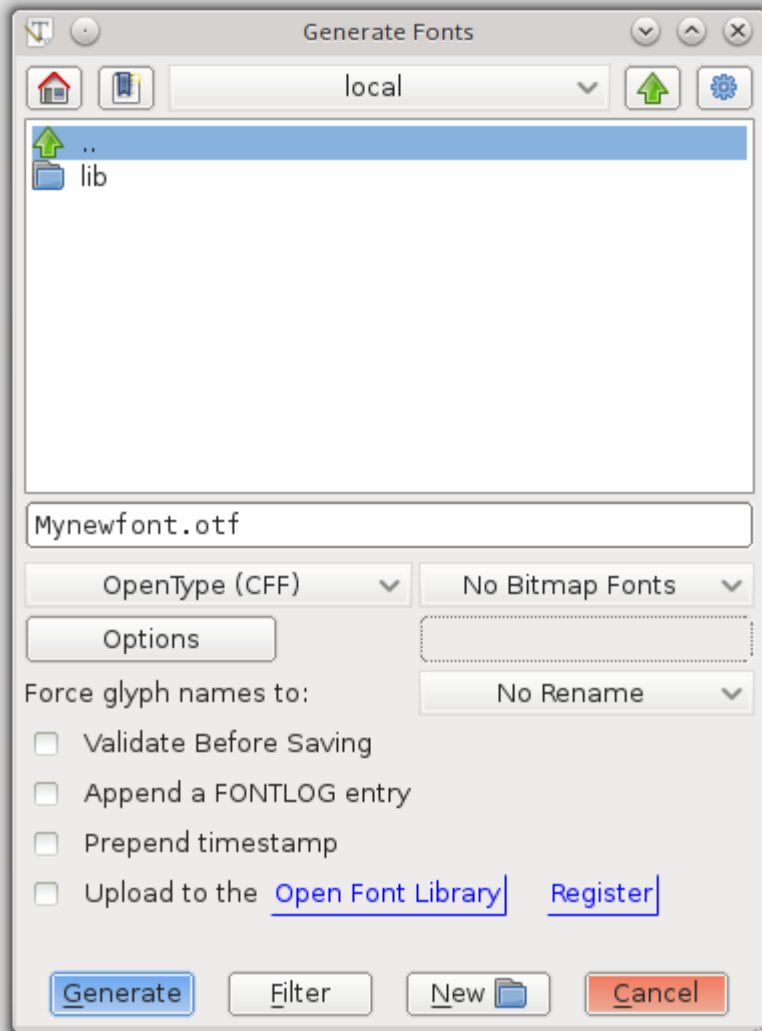 Generate Fonts
local
..
lib
Mynewfont.otf
OpenType (CFF) No Bitmap Fonts
Options
Force glyph names to: No Rename
Validate Before Saving
Append a FONTLOG entry
Prepend timestamp
Upload to the Open Font Library Register
Generate Filter New Cancel